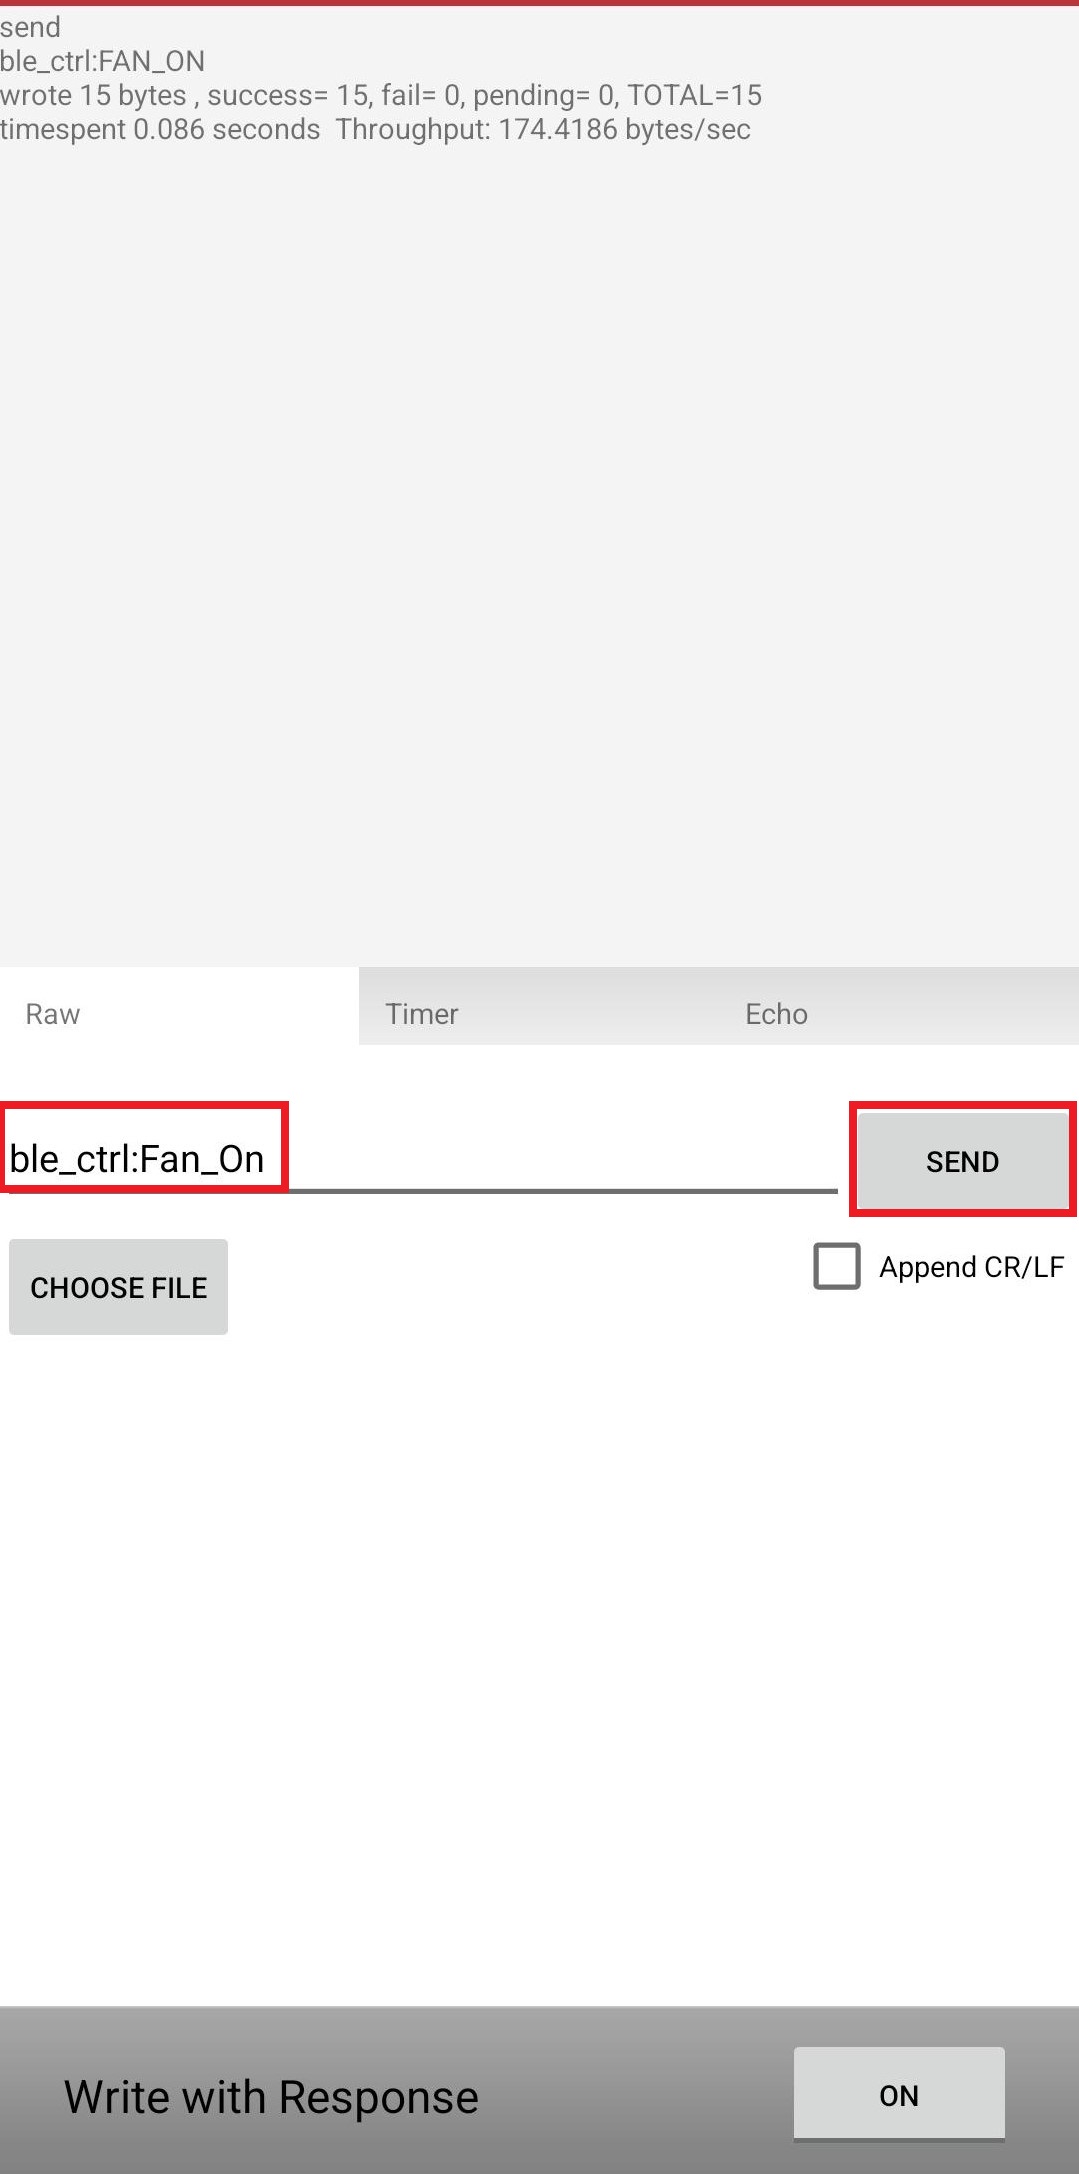 send
ble_ctrl:FAN_ON
wrote 15 bytes , success= 15, fail= 0, pending= 0, TOTAL=15
timespent 0.086 seconds  Throughput: 174.4186 bytes/sec
Raw Timer Echo
ble_ctrl:Fan_On SEND
CHOOSE FILE Append CR/LF
Write with Response ON